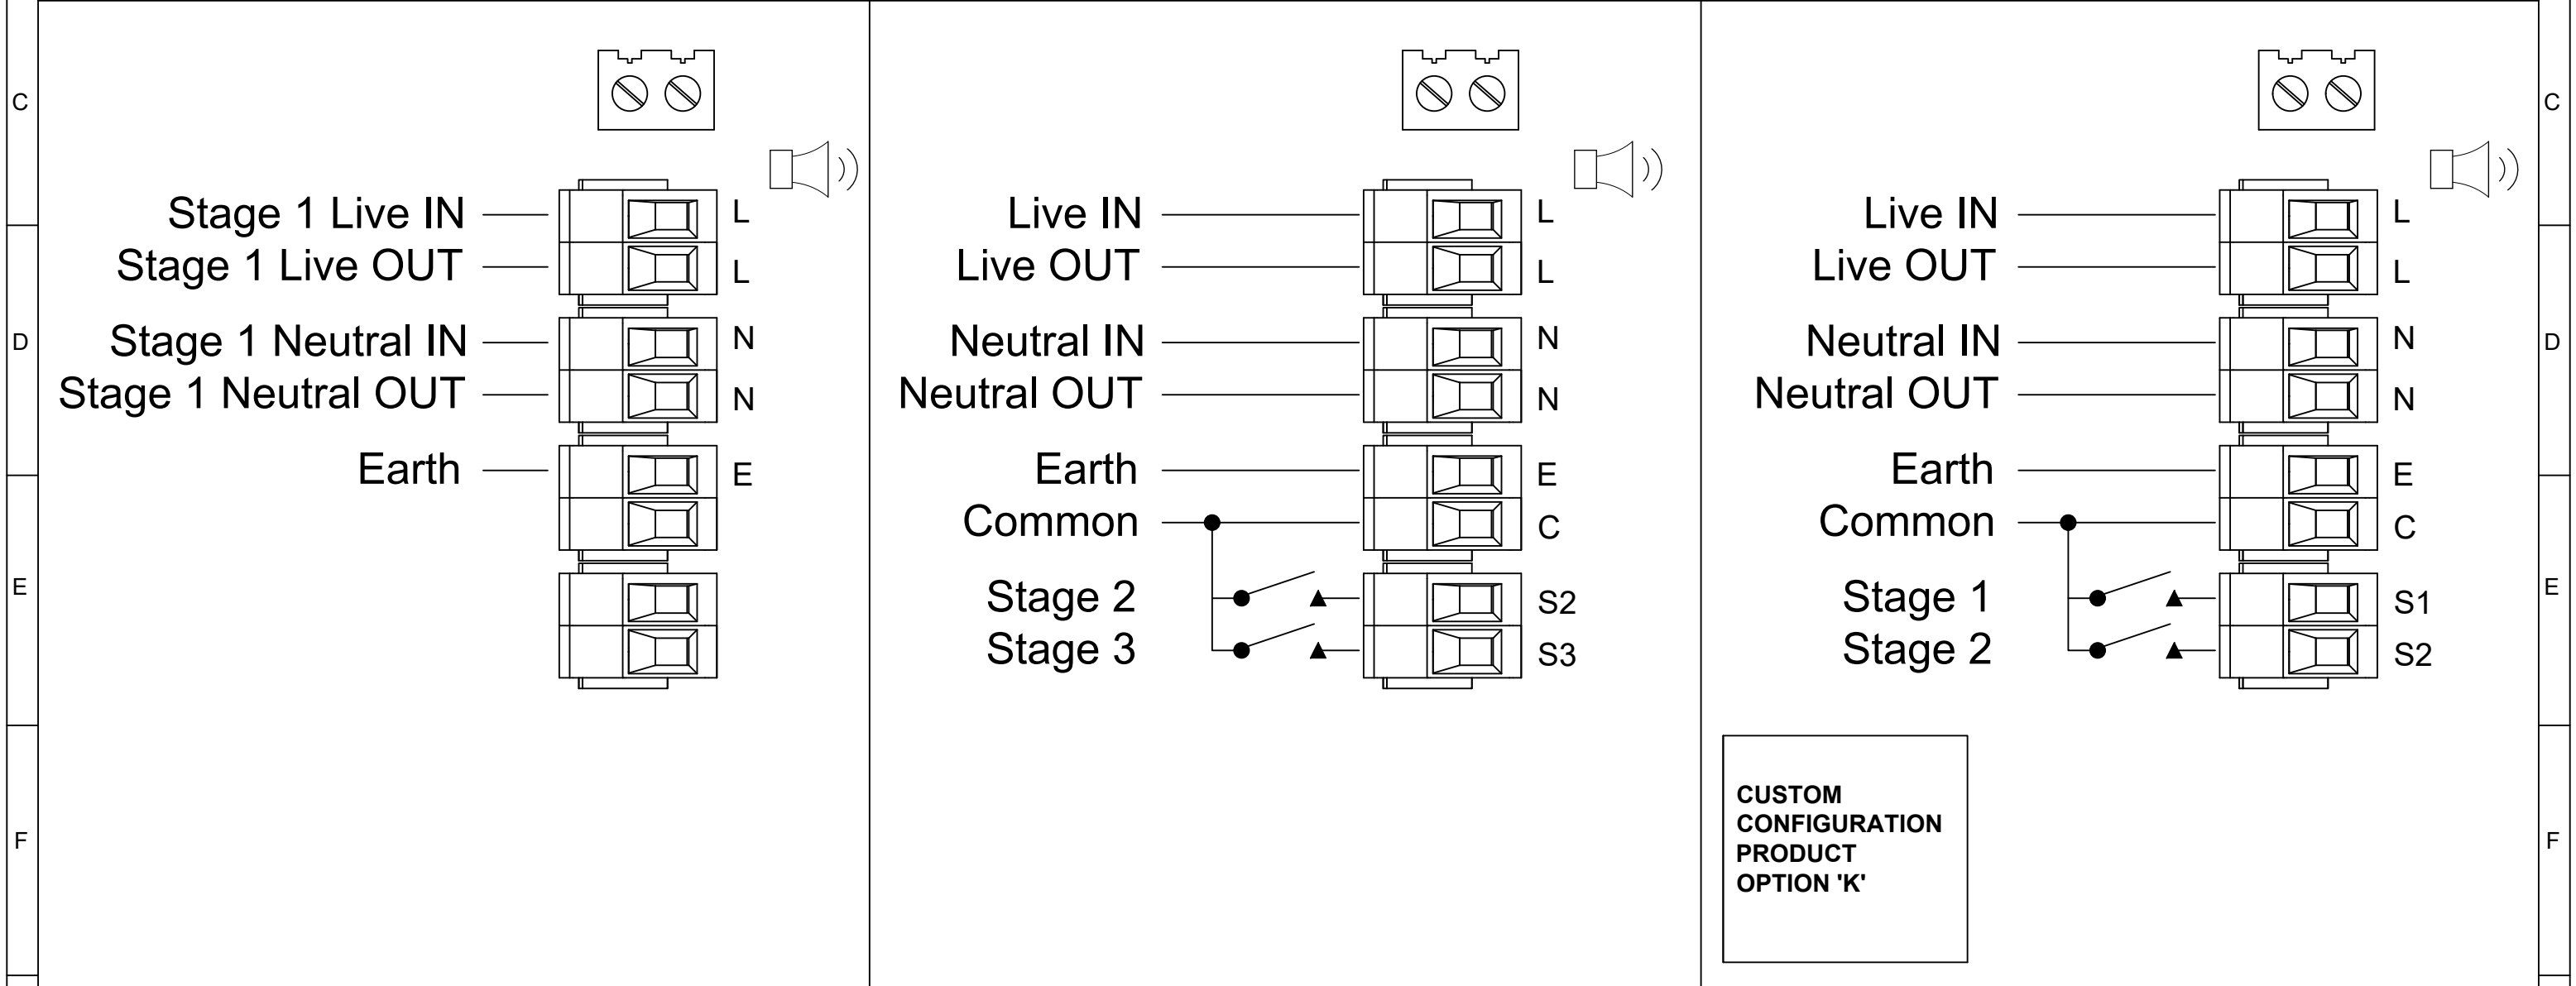 C
D
E
F
Stage 1 Live IN L
Stage 1 Live OUT L
Stage 1 Neutral IN N
Stage 1 Neutral OUT N
Earth E
Live IN L
Live OUT L
Neutral IN N
Neutral OUT N
Earth E
Common C
Stage 2 S2
Stage 3 S3
Live IN L
Live OUT L
Neutral IN N
Neutral OUT N
Earth E
Common C
Stage 1 S1
Stage 2 S2
CUSTOM
CONFIGURATION
PRODUCT
OPTION 'K'
C
D
E
F